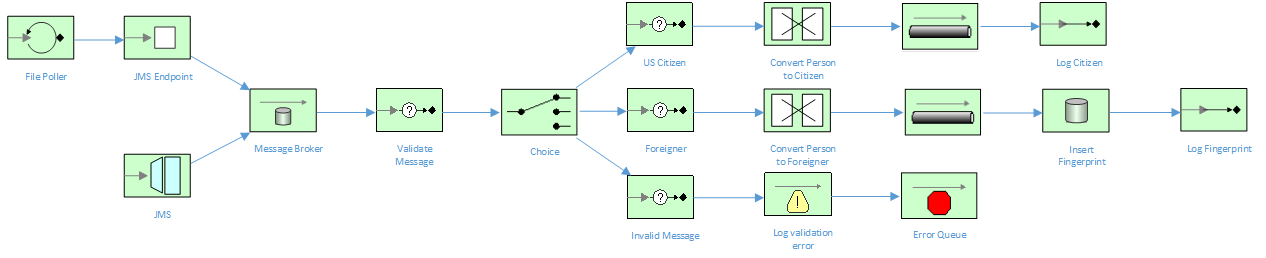 US Citizen
Convert Person
to Citizen
Log Citizen
File Poller
JMS Endpoint
Message Broker
Validate
Message
Choice
Foreigner
Convert Person
to Foreigner
Insert
Fingerprint
Log Fingerprint
JMS
Invalid Message
Log validation
error
Error Queue